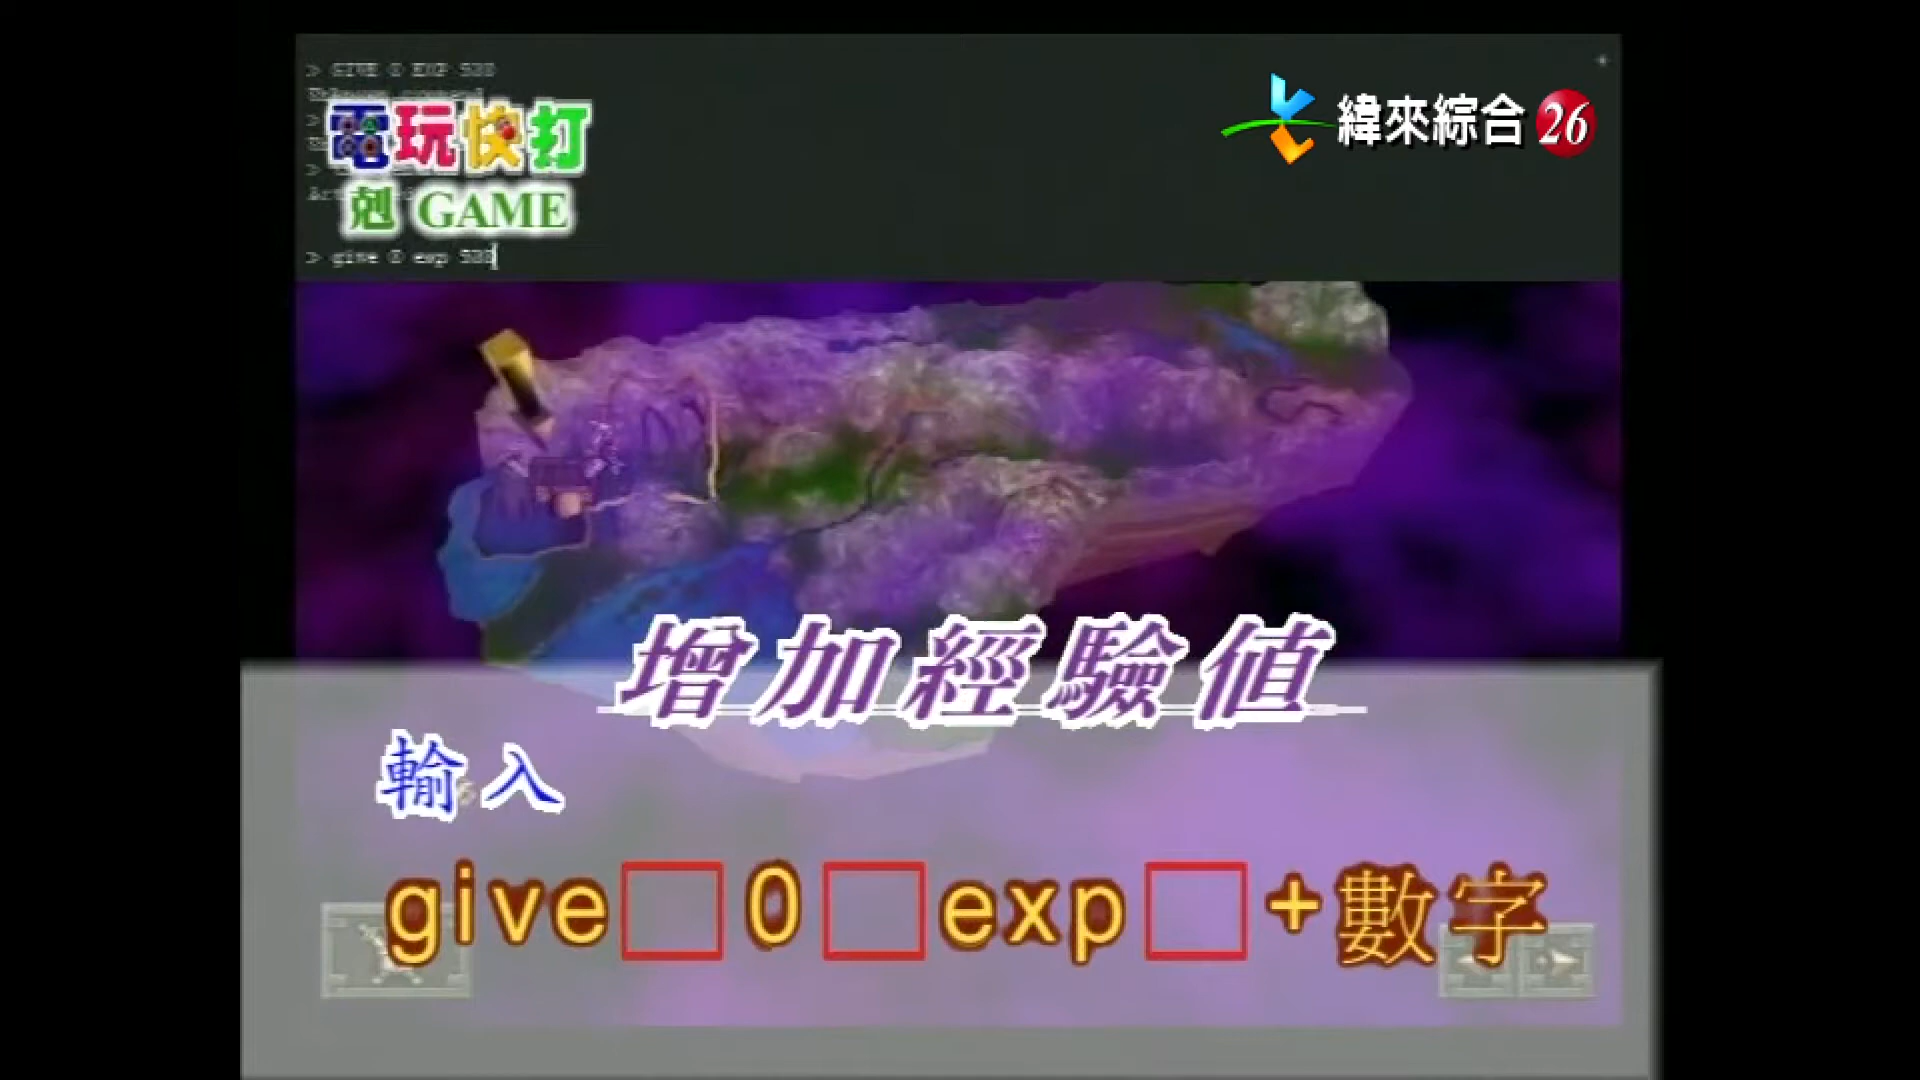 > GIVE 0 EXP 500
電玩快打
剋 GAME
緯來綜合 26
> give 0 exp 500
增加經驗值
輸入
give□0□exp□+數字